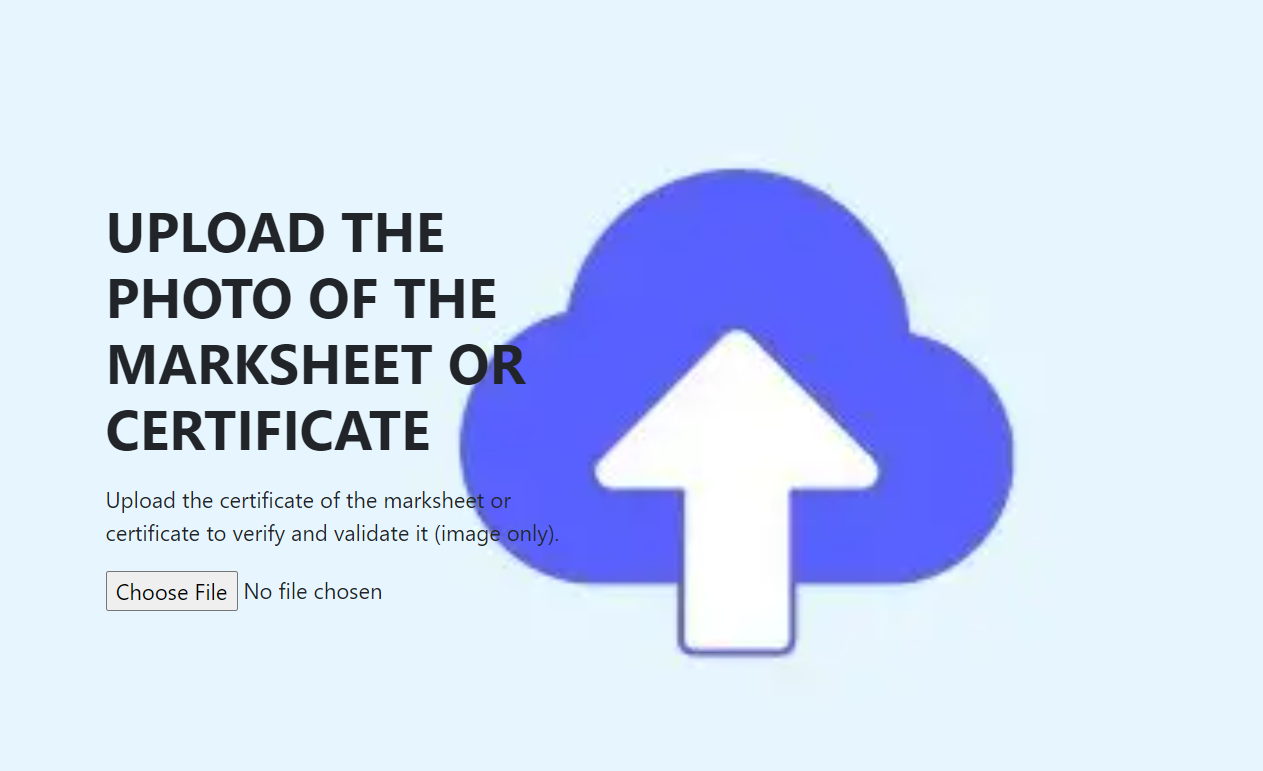 UPLOAD THE
PHOTO OF THE
MARKSHEET OR
CERTIFICATE
Upload the certificate of the marksheet or
certificate to verify and validate it (image only).
Choose File No file chosen